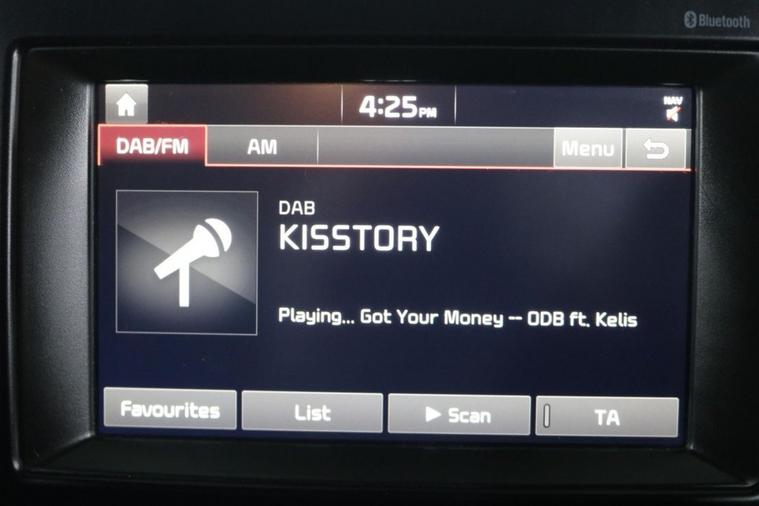 Bluetooth
4:25PM
NAV
DAB/FM
AM
Menu
DAB
KISSTORY
Playing... Got Your Money -- ODB ft. Kelis
Favourites
List
Scan
TA